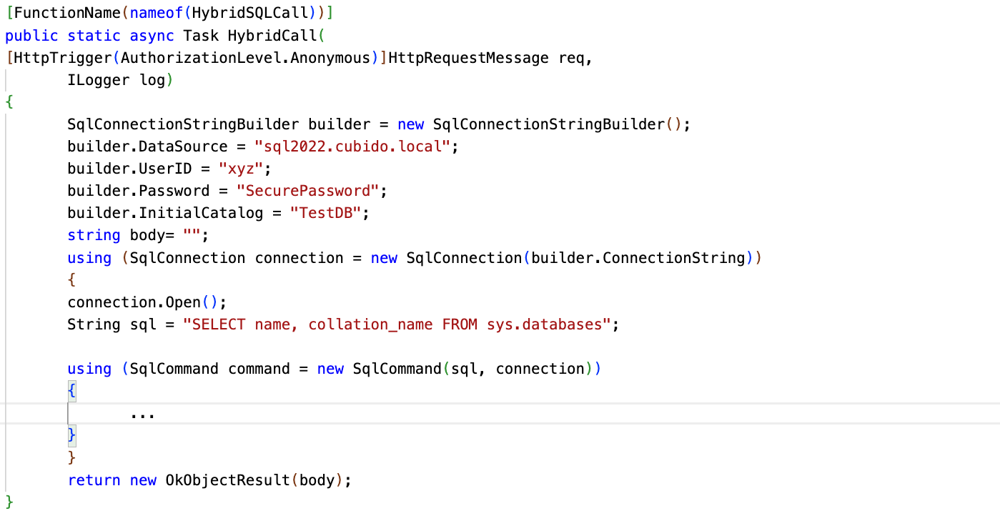 [FunctionName(nameof(HybridSQLCall))]
public static async Task HybridCall(
[HttpTrigger(AuthorizationLevel.Anonymous)]HttpRequestMessage req,
ILogger log)
{
SqlConnectionStringBuilder builder = new SqlConnectionStringBuilder();
builder.DataSource = "sql2022.cubido.local";
builder.UserID = "xyz";
builder.Password = "SecurePassword";
builder.InitialCatalog = "TestDB";
string body= "";
using (SqlConnection connection = new SqlConnection(builder.ConnectionString))
{
connection.Open();
String sql = "SELECT name, collation_name FROM sys.databases";
using (SqlCommand command = new SqlCommand(sql, connection))
{
...
}
}
return new OkObjectResult(body);
}